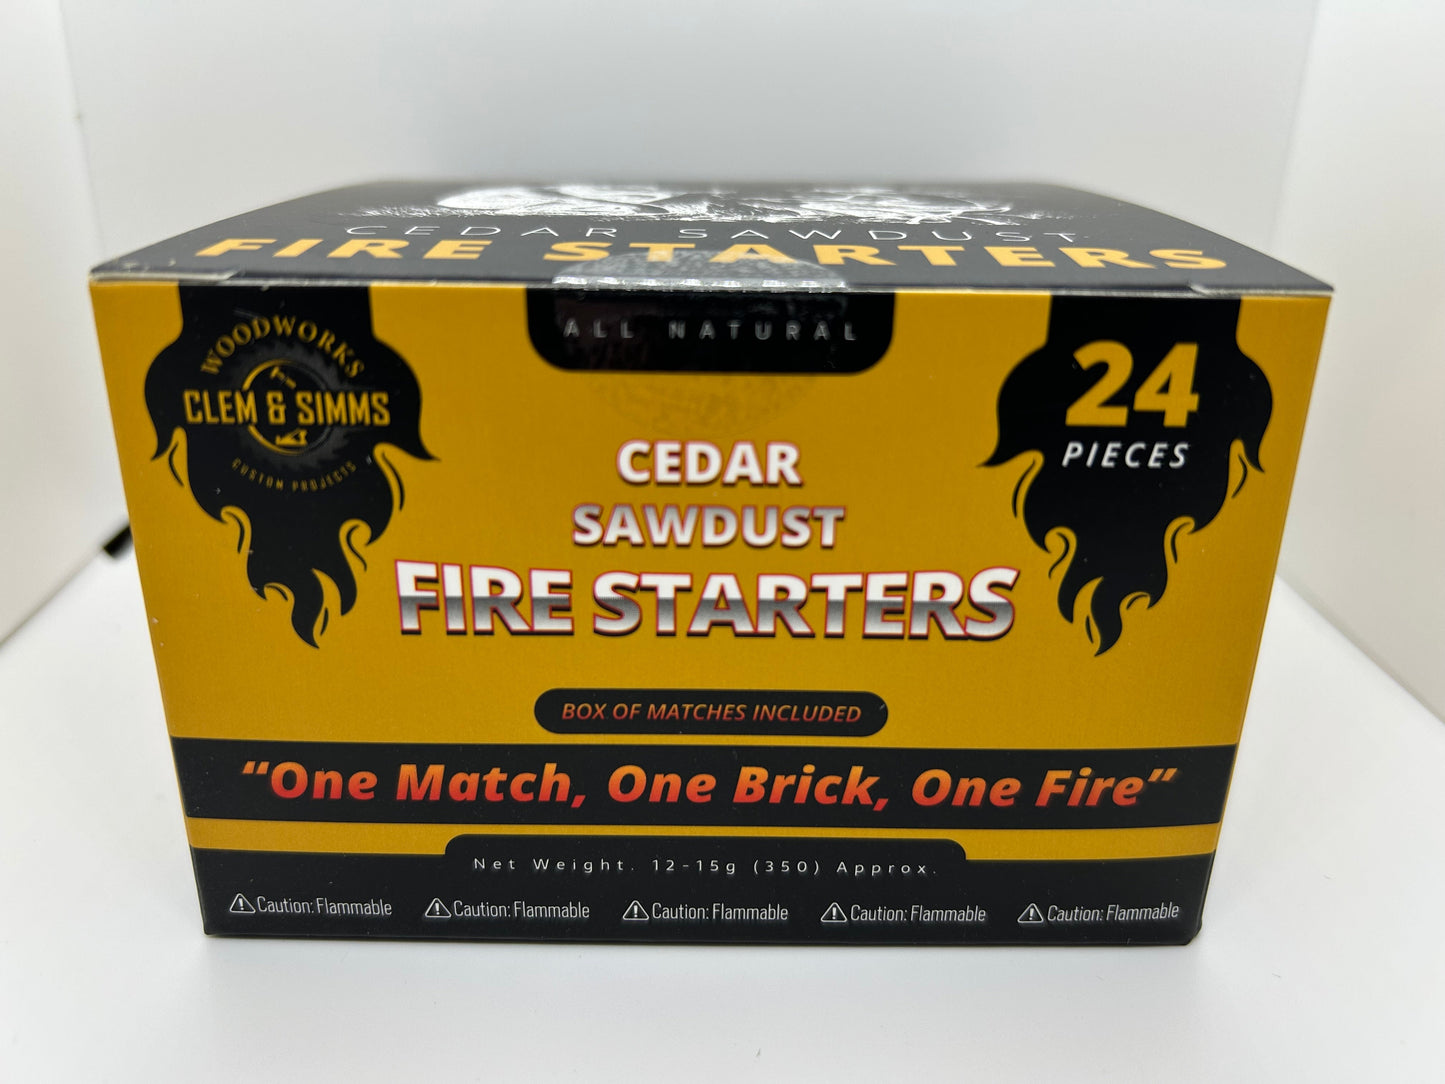 CEDAR SAWDUST
FIRE STARTERS
ALL NATURAL
WOODWORKS
CLEM & SIMMS
CUSTOM PROJECTS
24
PIECES
CEDAR
SAWDUST
FIRE STARTERS
BOX OF MATCHES INCLUDED
“One Match, One Brick, One Fire”
Net Weight. 12-15g (350) Approx.
Caution: Flammable Caution: Flammable Caution: Flammable Caution: Flammable Caution: Flammable